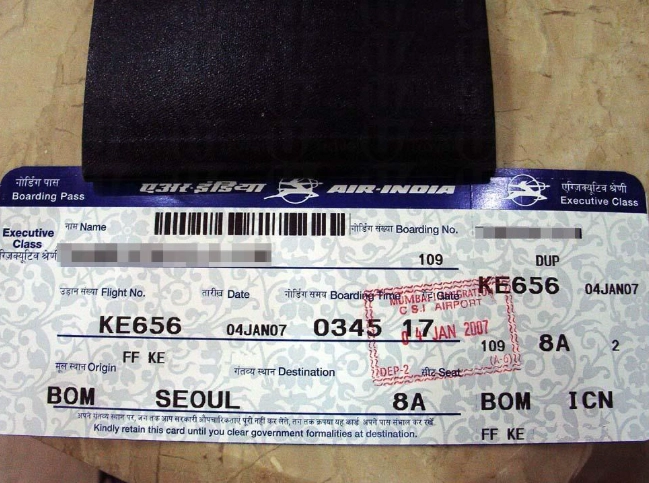 बोर्डिंग पास एअर-इंडिया AIR-INDIA एग्ज़िक्यूटिव श्रेणी
Boarding Pass Executive Class
Executive
Class
नाम Name बोर्डिंग संख्या Boarding No.
109 DUP
उड़ान संख्या Flight No. तारीख Date बोर्डिंग समय Boarding Time Gate KE656 04JAN07
KE656 04JAN07 0345 17 109 8A 2
FF KE
मूल स्थान Origin गंतव्य स्थान Destination सीट Seat
BOM SEOUL 8A BOM ICN
Kindly retain this card until you clear government formalities at destination. FF KE
MUMBAI IMMIGRATION
C S I AIRPORT
04 JAN 2007
DEP-2